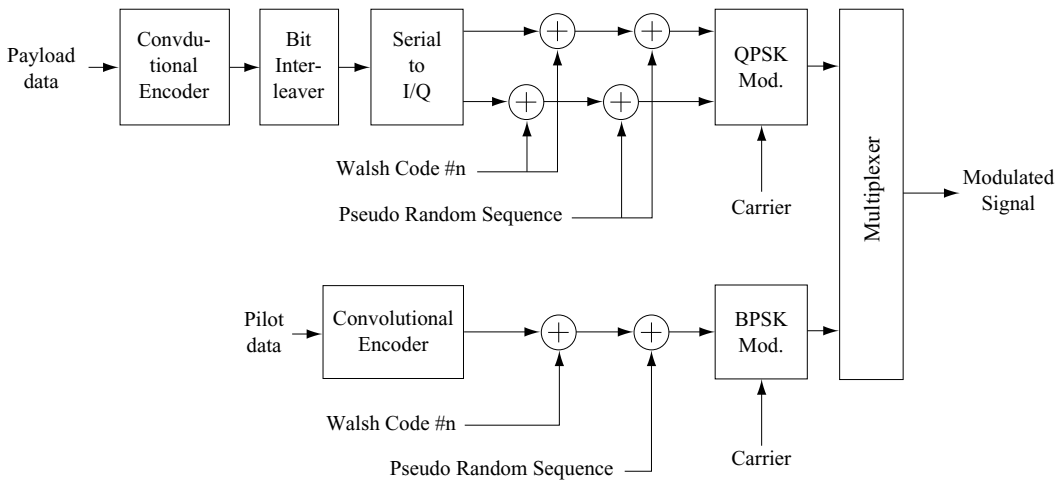 Payload
data
Convdu-
tional
Encoder
Bit
Inter-
leaver
Serial
to
I/Q
QPSK
Mod.
Walsh Code #n
Pseudo Random Sequence
Carrier
Multiplexer
Modulated
Signal
Pilot
data
Convolutional
Encoder
BPSK
Mod.
Walsh Code #n
Pseudo Random Sequence
Carrier